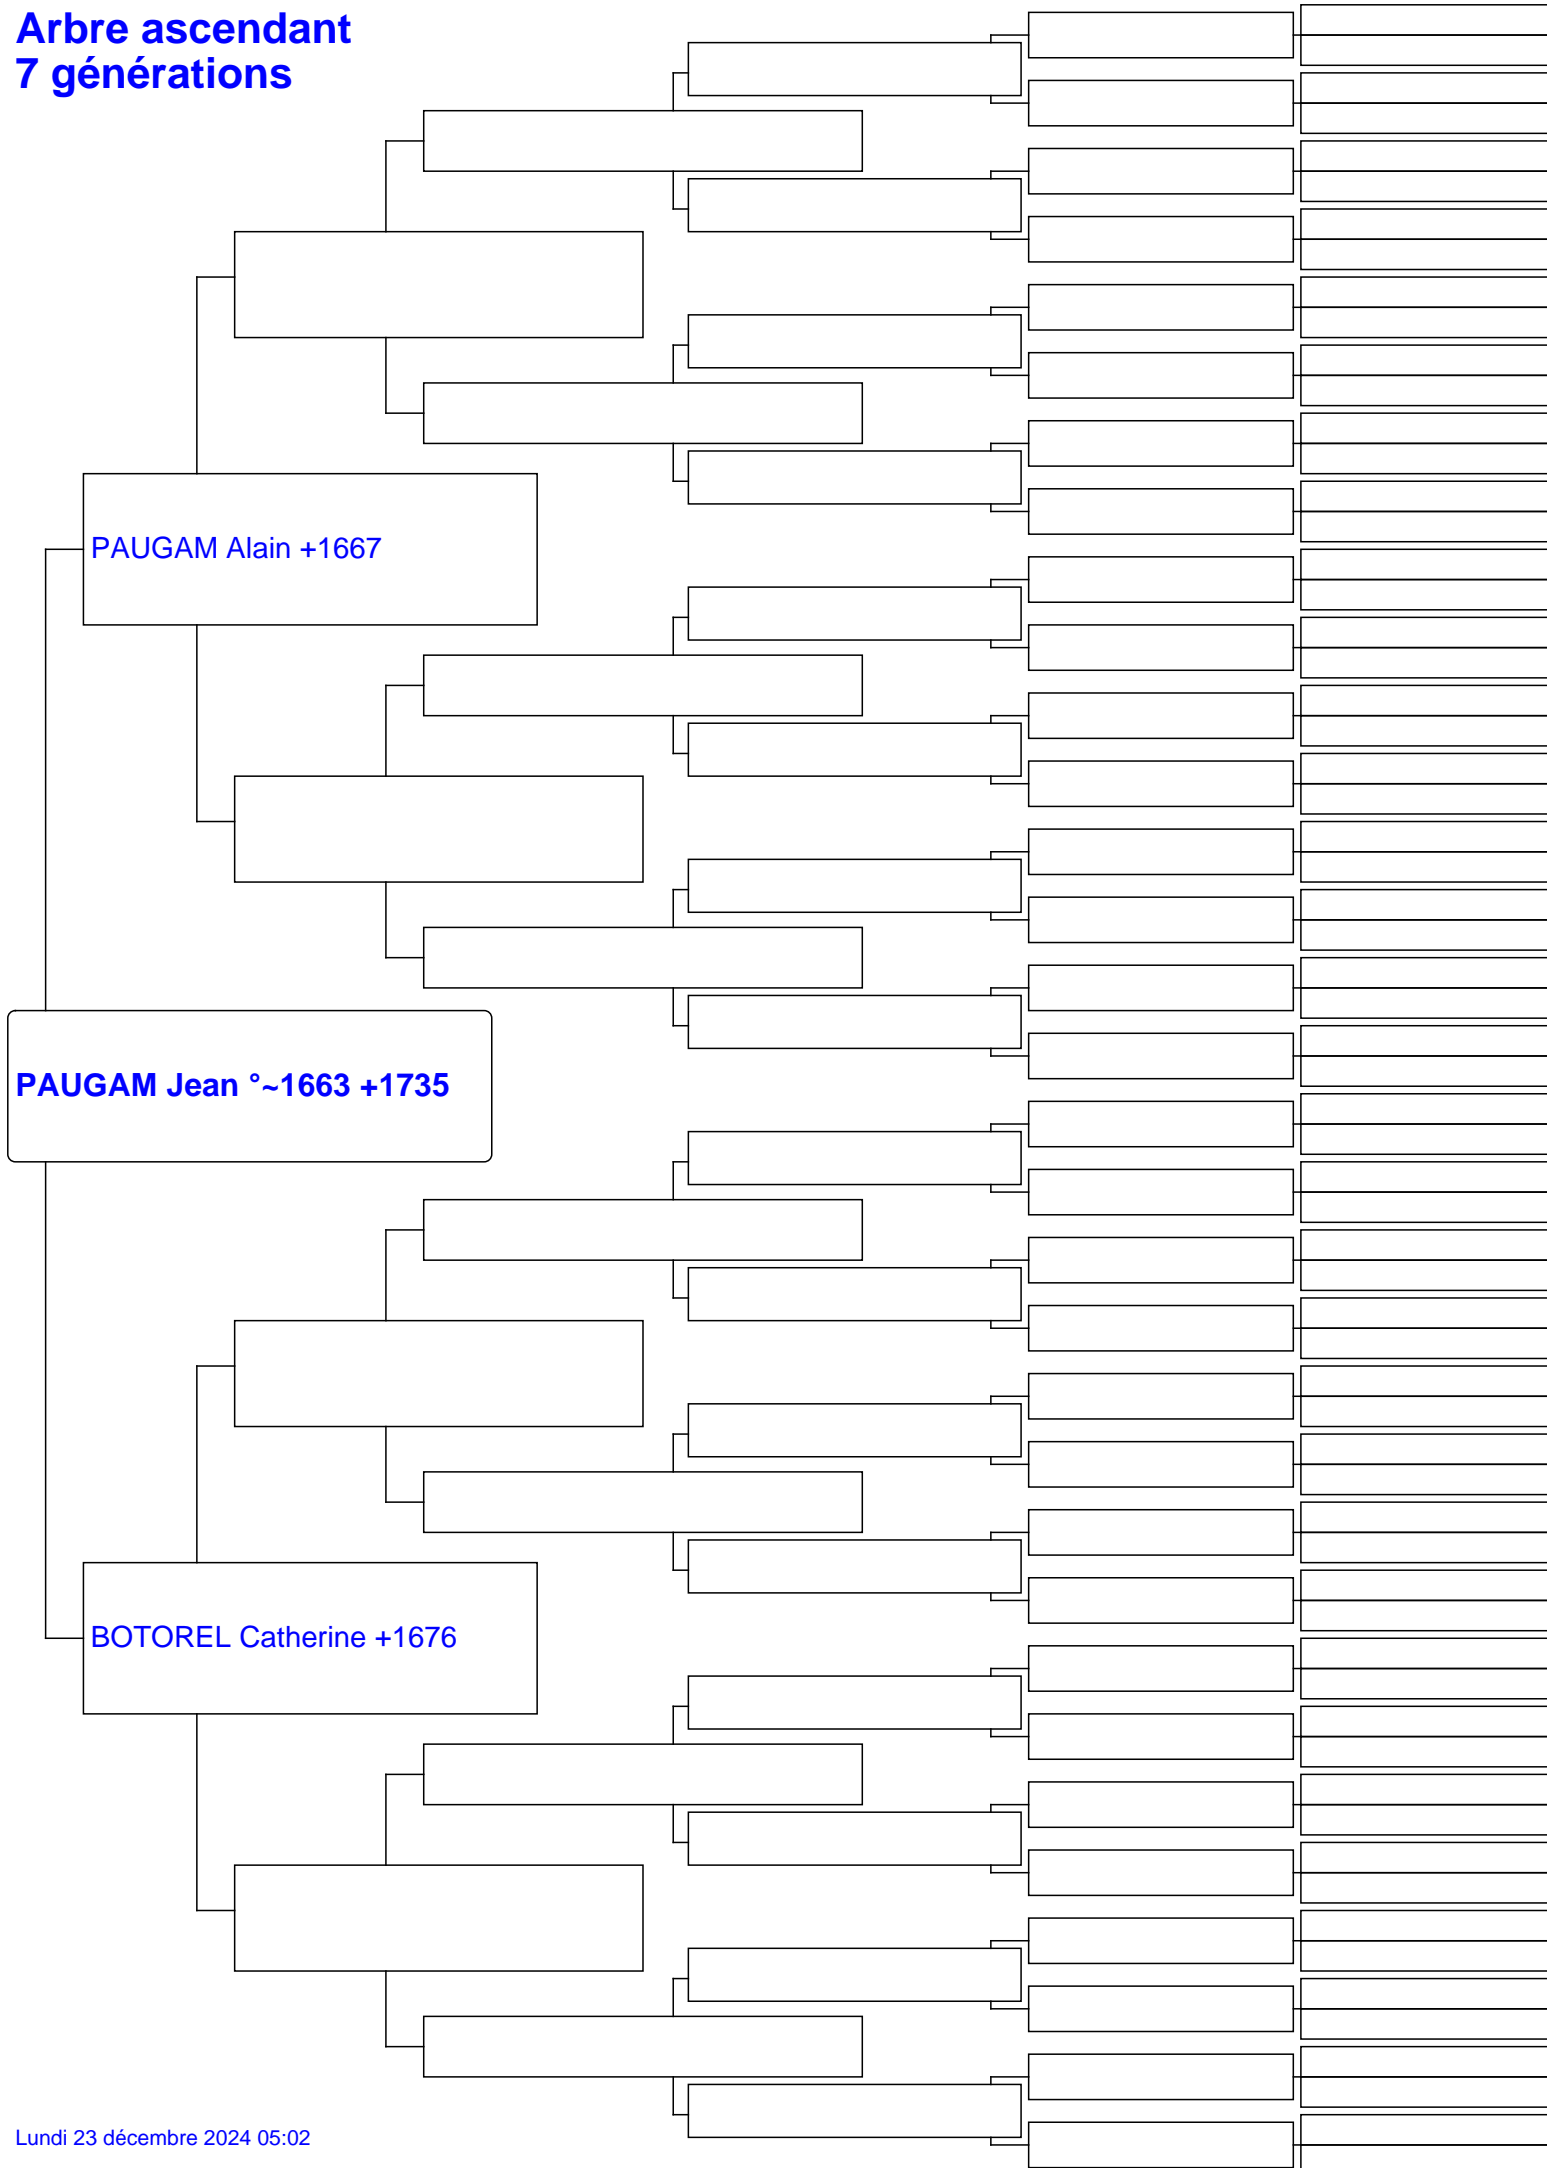 Arbre ascendant
7 générations
PAUGAM Alain +1667
PAUGAM Jean °~1663 +1735
BOTOREL Catherine +1676
Lundi 23 décembre 2024 05:02